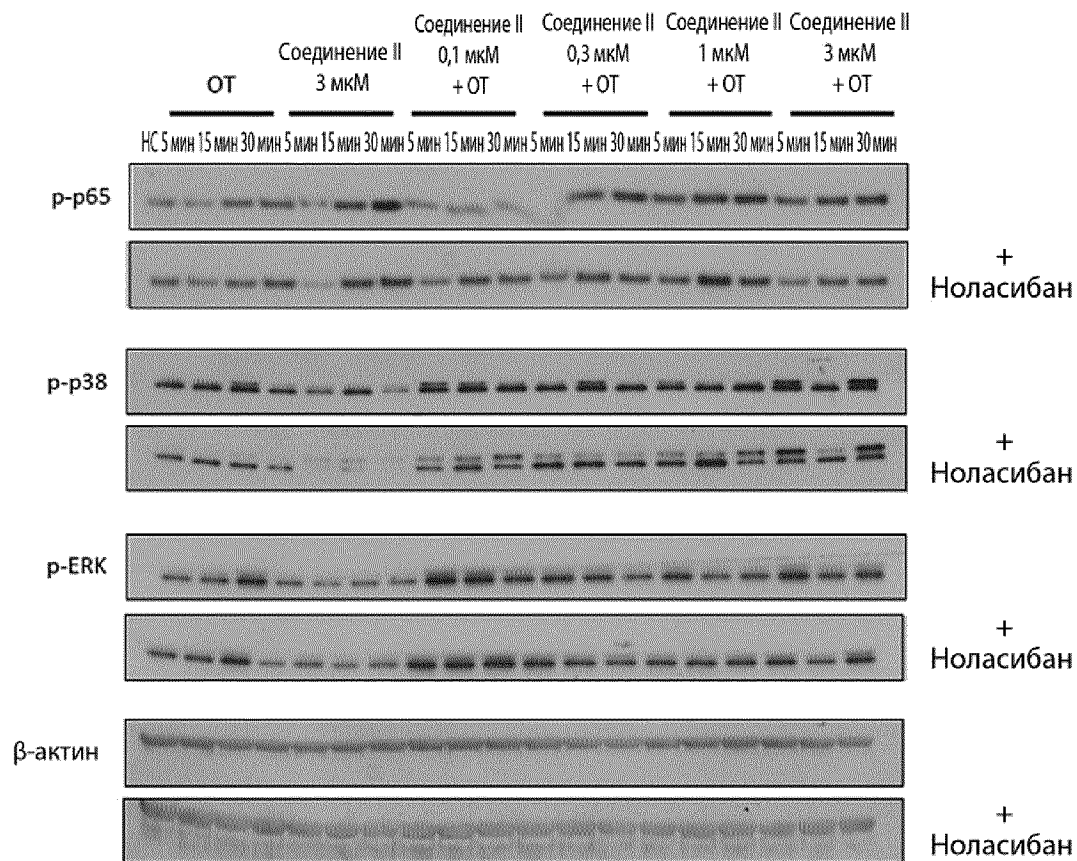 ОТ
Соединение II
3 мкМ
Соединение II
0,1 мкМ
+ ОТ
Соединение II
0,3 мкМ
+ ОТ
Соединение II
1 мкМ
+ ОТ
Соединение II
3 мкМ
+ ОТ
НС 5 мин 15 мин 30 мин 5 мин 15 мин 30 мин 5 мин 15 мин 30 мин 5 мин 15 мин 30 мин 5 мин 15 мин 30 мин 5 мин 15 мин 30 мин
p-p65
+
Ноласибан
p-p38
+
Ноласибан
p-ERK
+
Ноласибан
β-актин
+
Ноласибан